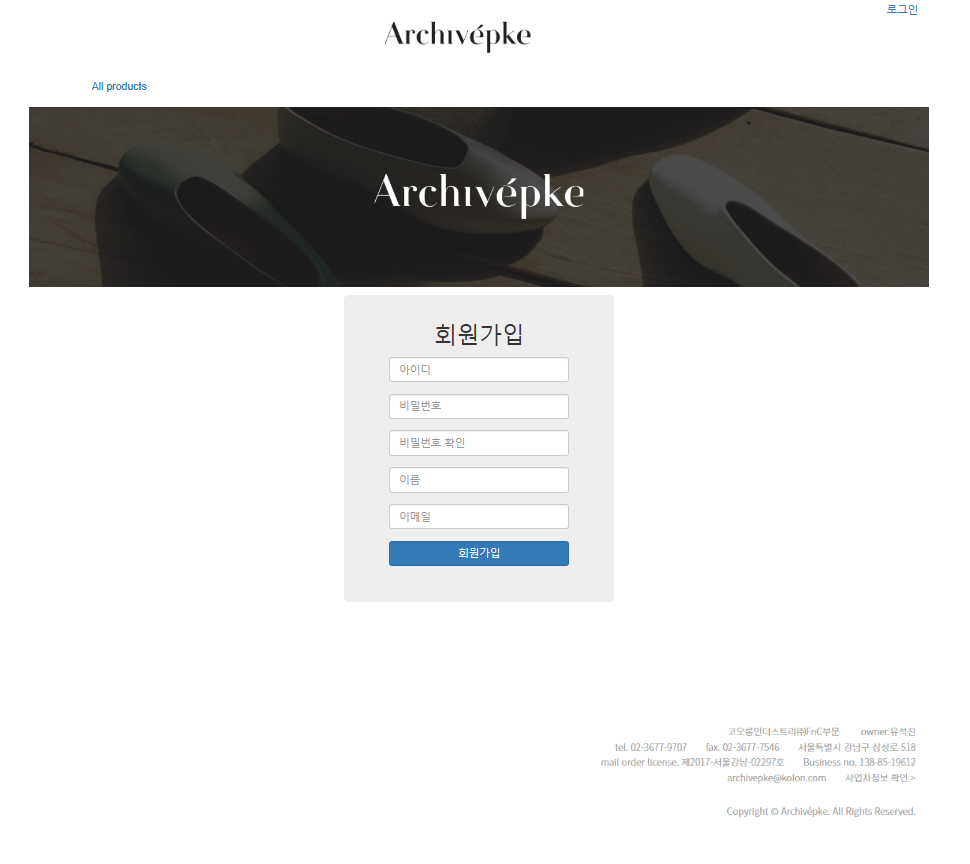 로그인
Archivépke
All products
Archivépke
회원가입
아이디
비밀번호
비밀번호 확인
이름
이메일
회원가입
코오롱인더스트리㈜FnC부문 owner.유석진
tel. 02-3677-9707 fax. 02-3677-7546 서울특별시 강남구 삼성로 518
mail order license. 제2017-서울강남-02297호 Business no. 138-85-19612
archivepke@kolon.com 사업자정보 확인 >
Copyright © Archivépke. All Rights Reserved.